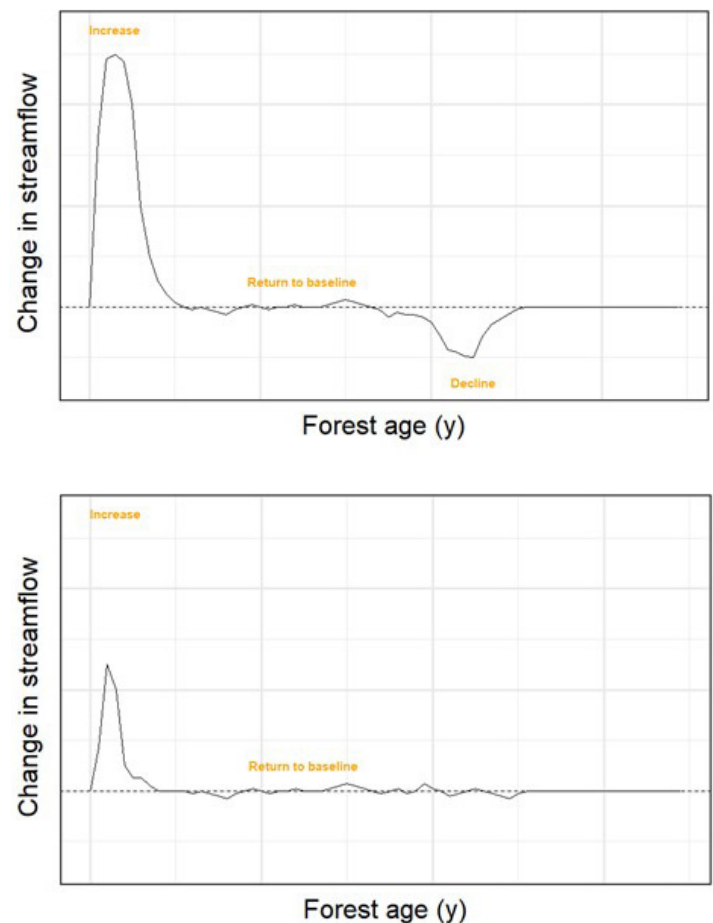 Increase
Change in streamflow
Return to baseline
Decline
Forest age (y)
Increase
Change in streamflow
Return to baseline
Forest age (y)